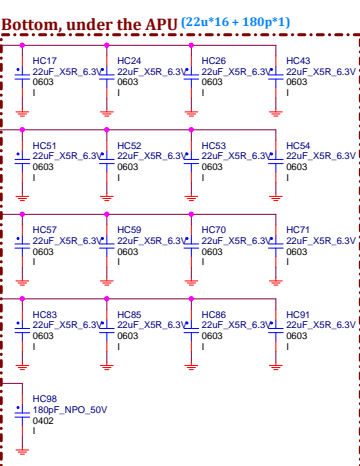 Bottom, under the APU (22u*16 + 180p*1)
HC17 HC24 HC26 HC43
22uF_X5R_6.3V 22uF_X5R_6.3V 22uF_X5R_6.3V 22uF_X5R_6.3V
0603 0603 0603 0603
I I I I
HC51 HC52 HC53 HC54
22uF_X5R_6.3V 22uF_X5R_6.3V 22uF_X5R_6.3V 22uF_X5R_6.3V
0603 0603 0603 0603
I I I I
HC57 HC59 HC70 HC71
22uF_X5R_6.3V 22uF_X5R_6.3V 22uF_X5R_6.3V 22uF_X5R_6.3V
0603 0603 0603 0603
I I I I
HC83 HC85 HC86 HC91
22uF_X5R_6.3V 22uF_X5R_6.3V 22uF_X5R_6.3V 22uF_X5R_6.3V
0603 0603 0603 0603
I I I I
HC98
180pF_NPO_50V
0402
I